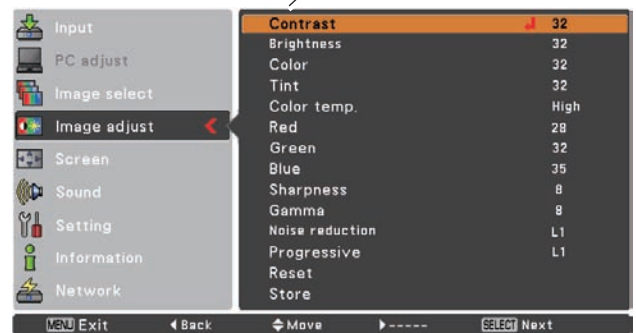 Input
PC adjust
Image select
Image adjust
Screen
Sound
Setting
Information
Network
Contrast 32
Brightness 32
Color 32
Tint 32
Color temp. High
Red 28
Green 32
Blue 35
Sharpness 8
Gamma 8
Noise reduction L1
Progressive L1
Reset
Store
MENU Exit Back Move ----- SELECT Next